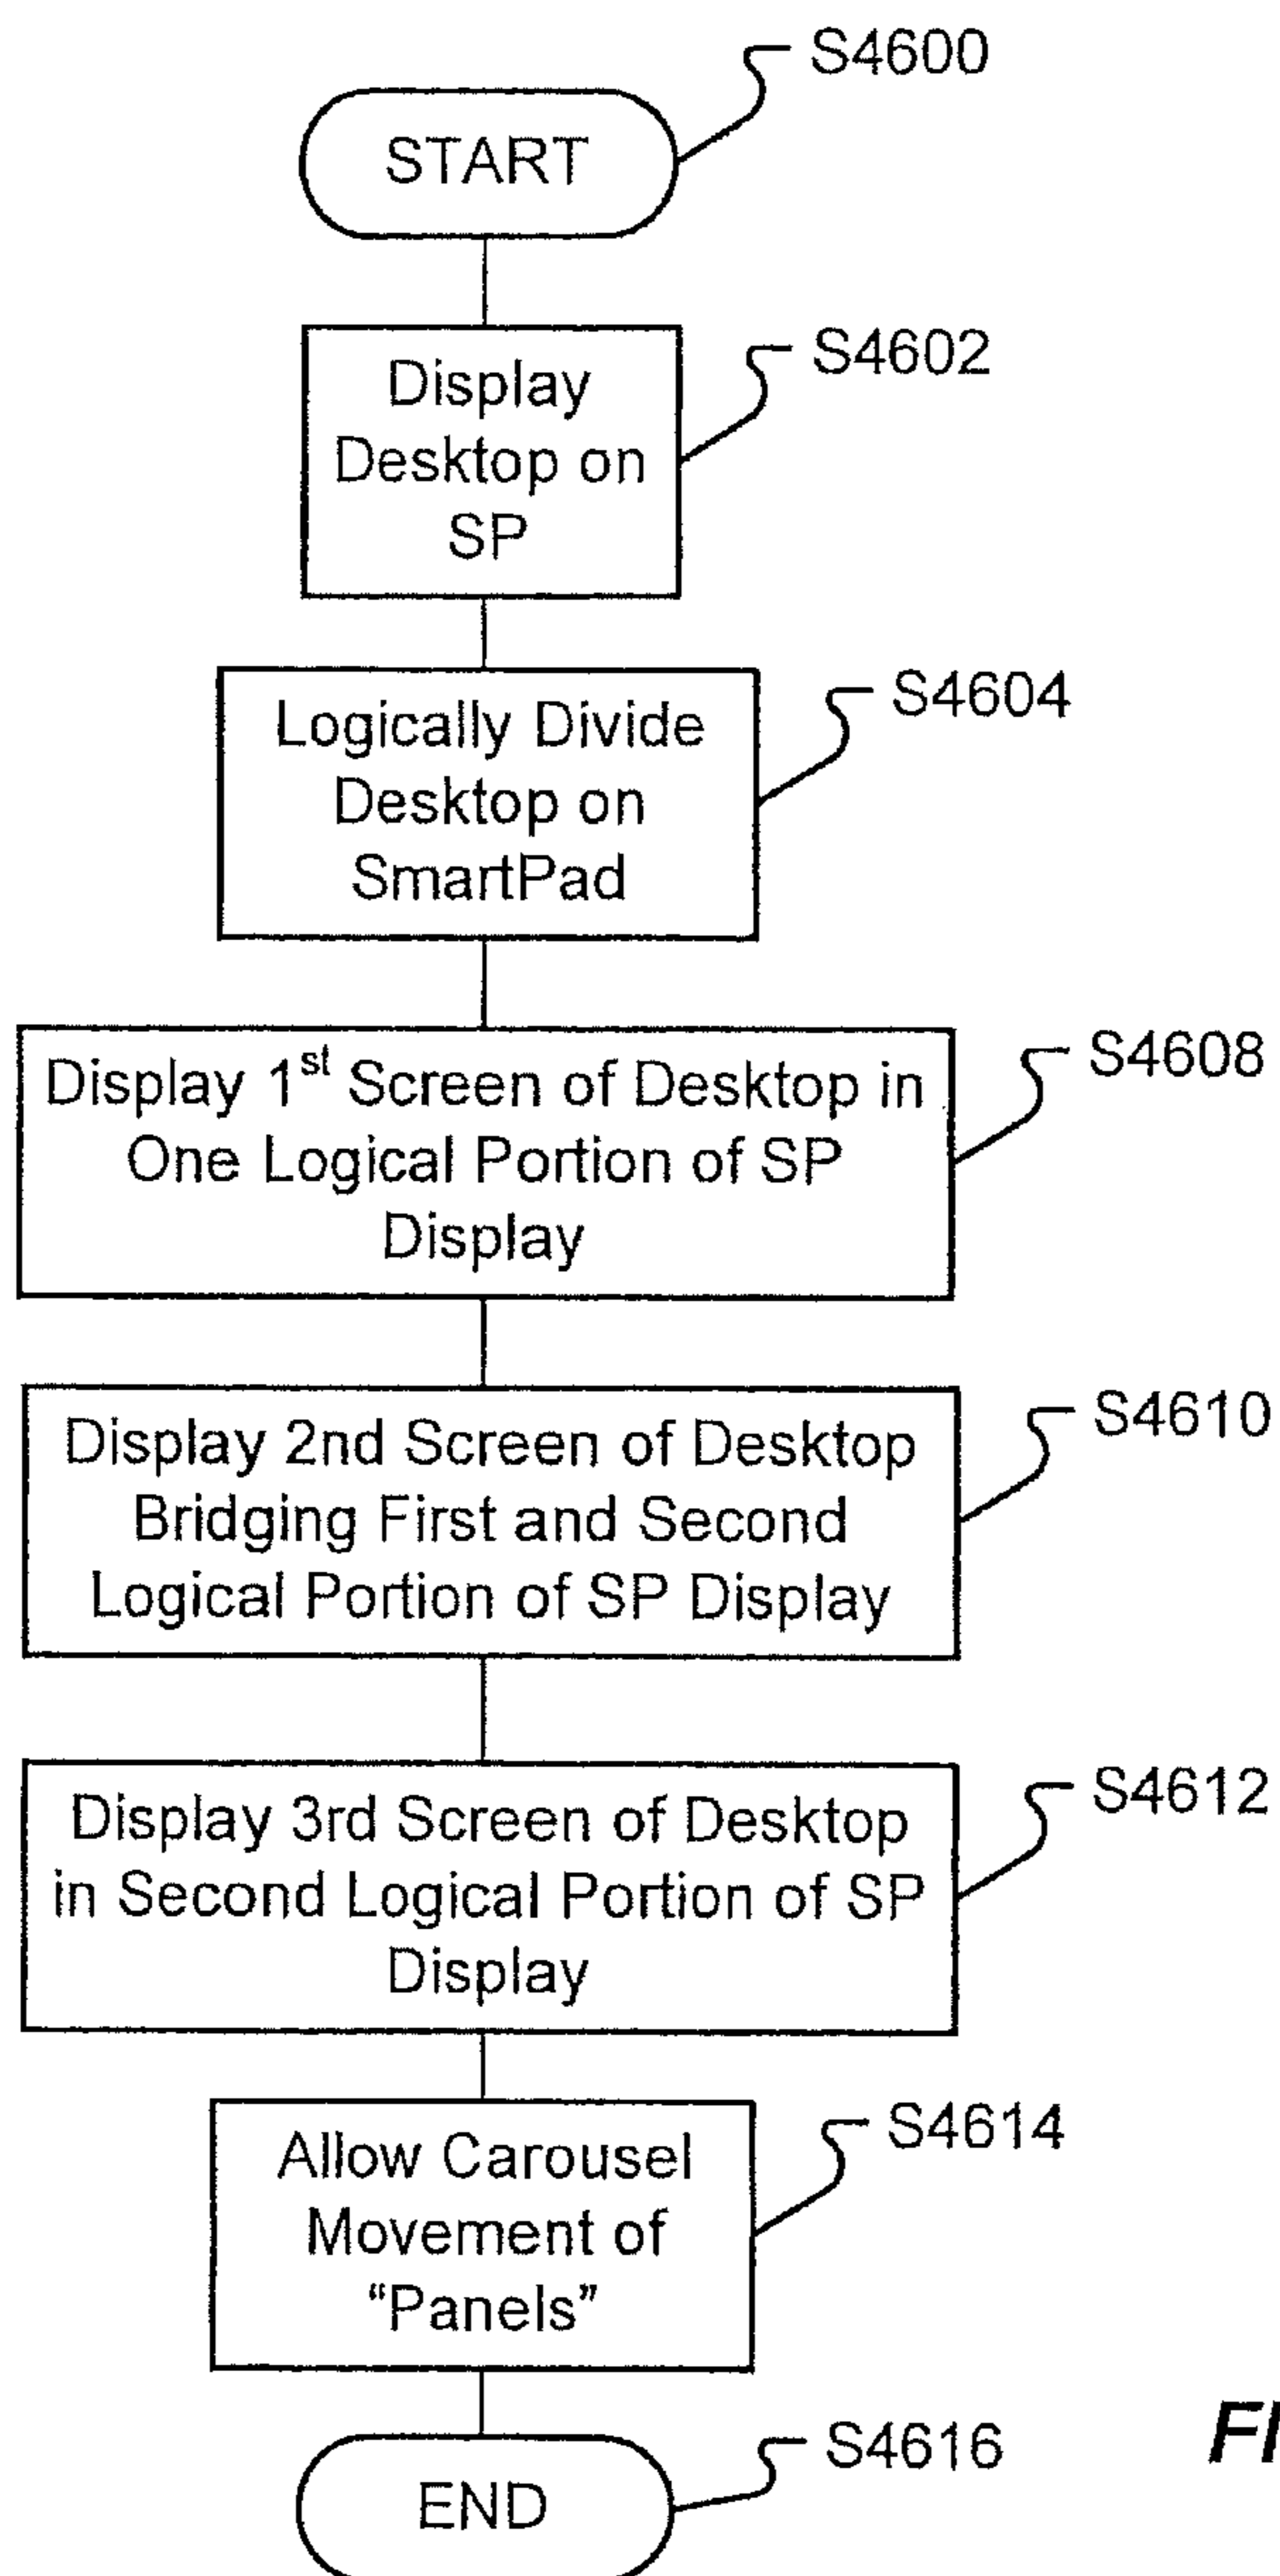 S4600
START
S4602
Display
Desktop on
SP
S4604
Logically Divide
Desktop on
SmartPad
S4608
Display 1st Screen of Desktop in
One Logical Portion of SP
Display
S4610
Display 2nd Screen of Desktop
Bridging First and Second
Logical Portion of SP Display
S4612
Display 3rd Screen of Desktop
in Second Logical Portion of SP
Display
S4614
Allow Carousel
Movement of
“Panels”
S4616
END